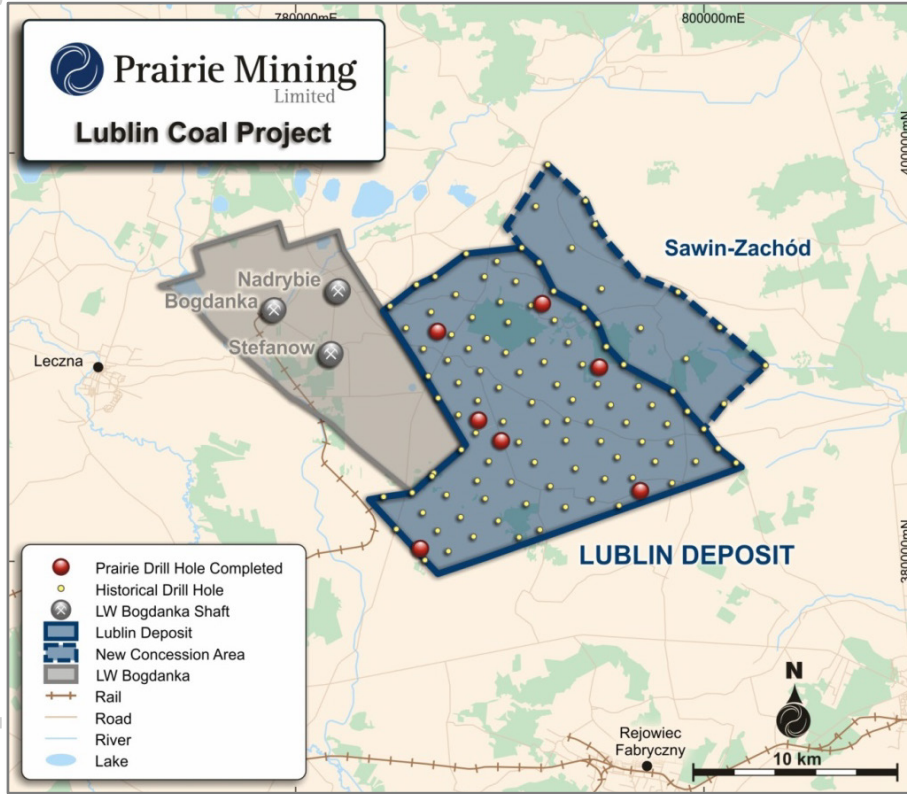 780000mE
800000mE
Prairie Mining
Limited
Lublin Coal Project
400000mN
Sawin-Zachód
Nadrybie
Bogdanka
Stefanow
Leczna
LUBLIN DEPOSIT
380000mN
Prairie Drill Hole Completed
Historical Drill Hole
LW Bogdanka Shaft
Lublin Deposit
New Concession Area
LW Bogdanka
Rail
Road
River
Lake
N
Rejowiec
Fabryczny
10 km